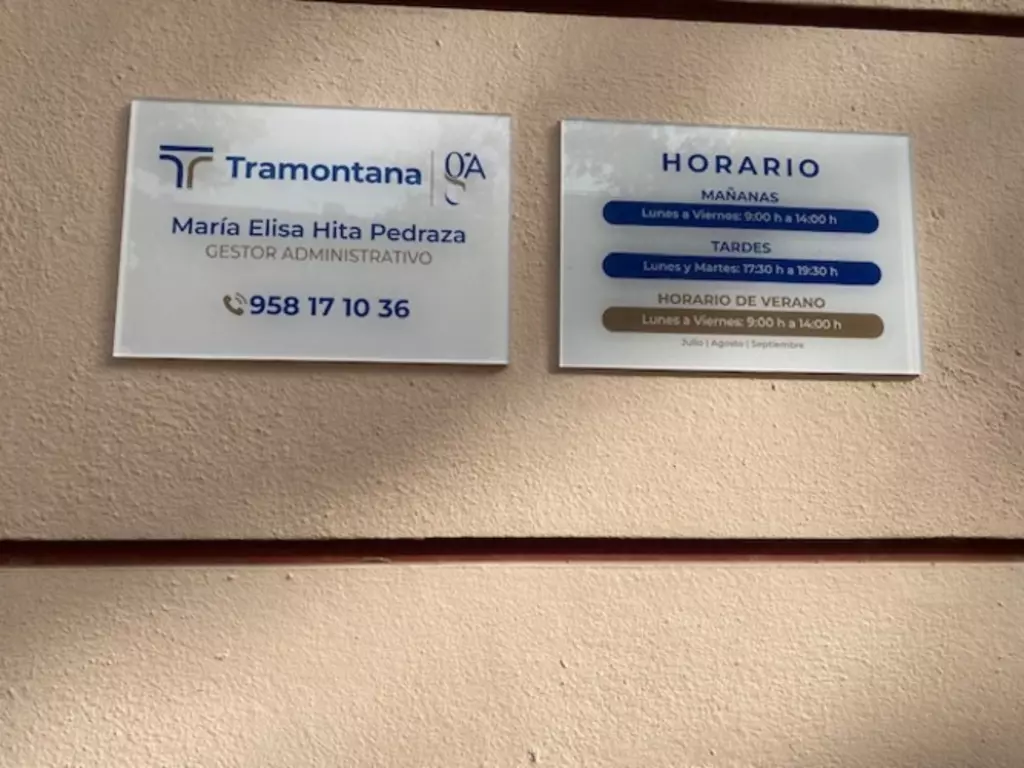 Tramontana
gA
María Elisa Hita Pedraza
GESTOR ADMINISTRATIVO
958 17 10 36
HORARIO
MAÑANAS
Lunes a Viernes: 9:00 h a 14:00 h
TARDES
Lunes y Martes: 17:30 h a 19:30 h
HORARIO DE VERANO
Lunes a Viernes: 9:00 h a 14:00 h
Julio | Agosto | Septiembre